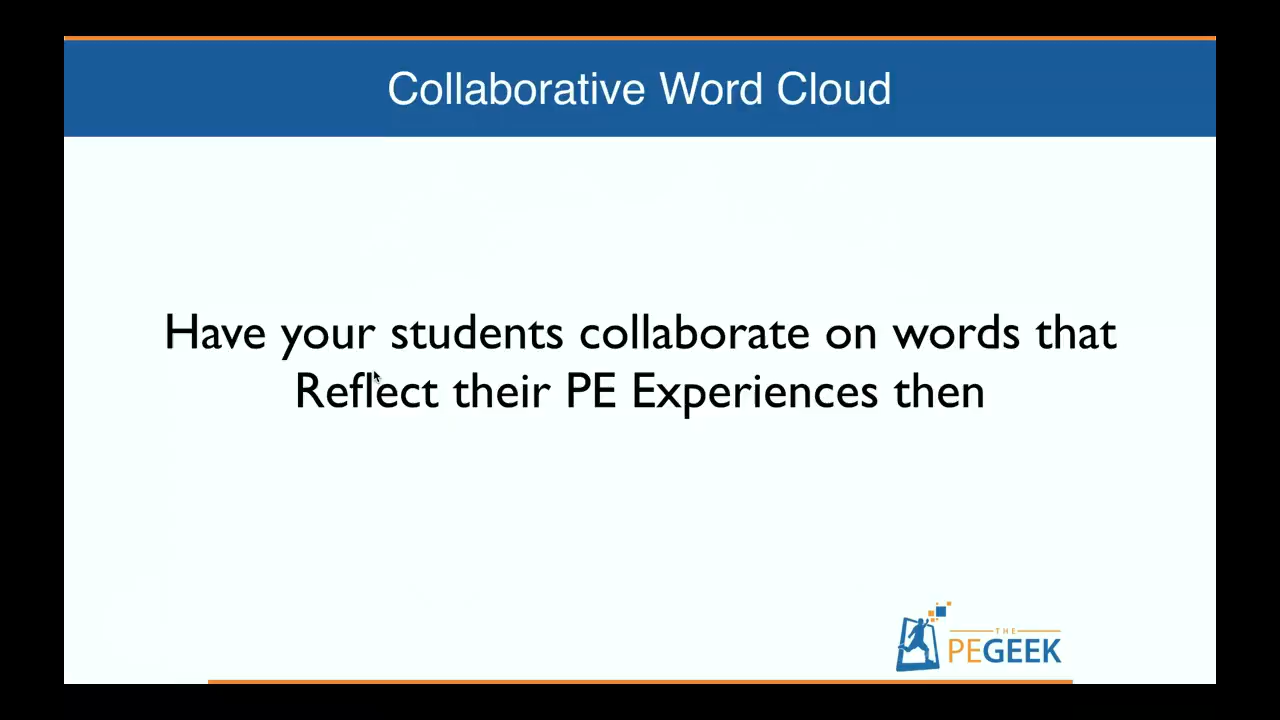 Collaborative Word Cloud
Have your students collaborate on words that
Reflect their PE Experiences then
THE
PEGEEK